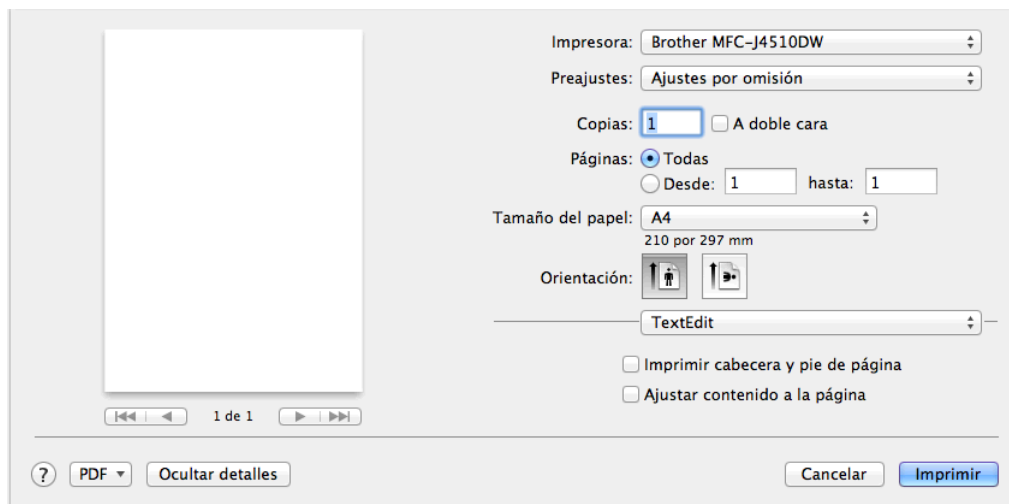 Impresora: Brother MFC-J4510DW
Preajustes: Ajustes por omisión
Copias: 1 A doble cara
Páginas: Todas
Desde: 1 hasta: 1
Tamaño del papel: A4
210 por 297 mm
Orientación:
TextEdit
Imprimir cabecera y pie de página
Ajustar contenido a la página
1 de 1
? PDF Ocultar detalles Cancelar Imprimir